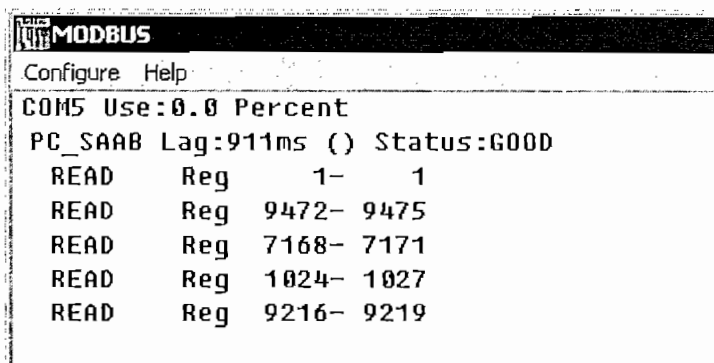 MODBUS
Configure Help
COM5 Use:0.0 Percent
PC_SAAB Lag:911ms () Status:GOOD
READ Reg 1- 1
READ Reg 9472- 9475
READ Reg 7168- 7171
READ Reg 1024- 1027
READ Reg 9216- 9219